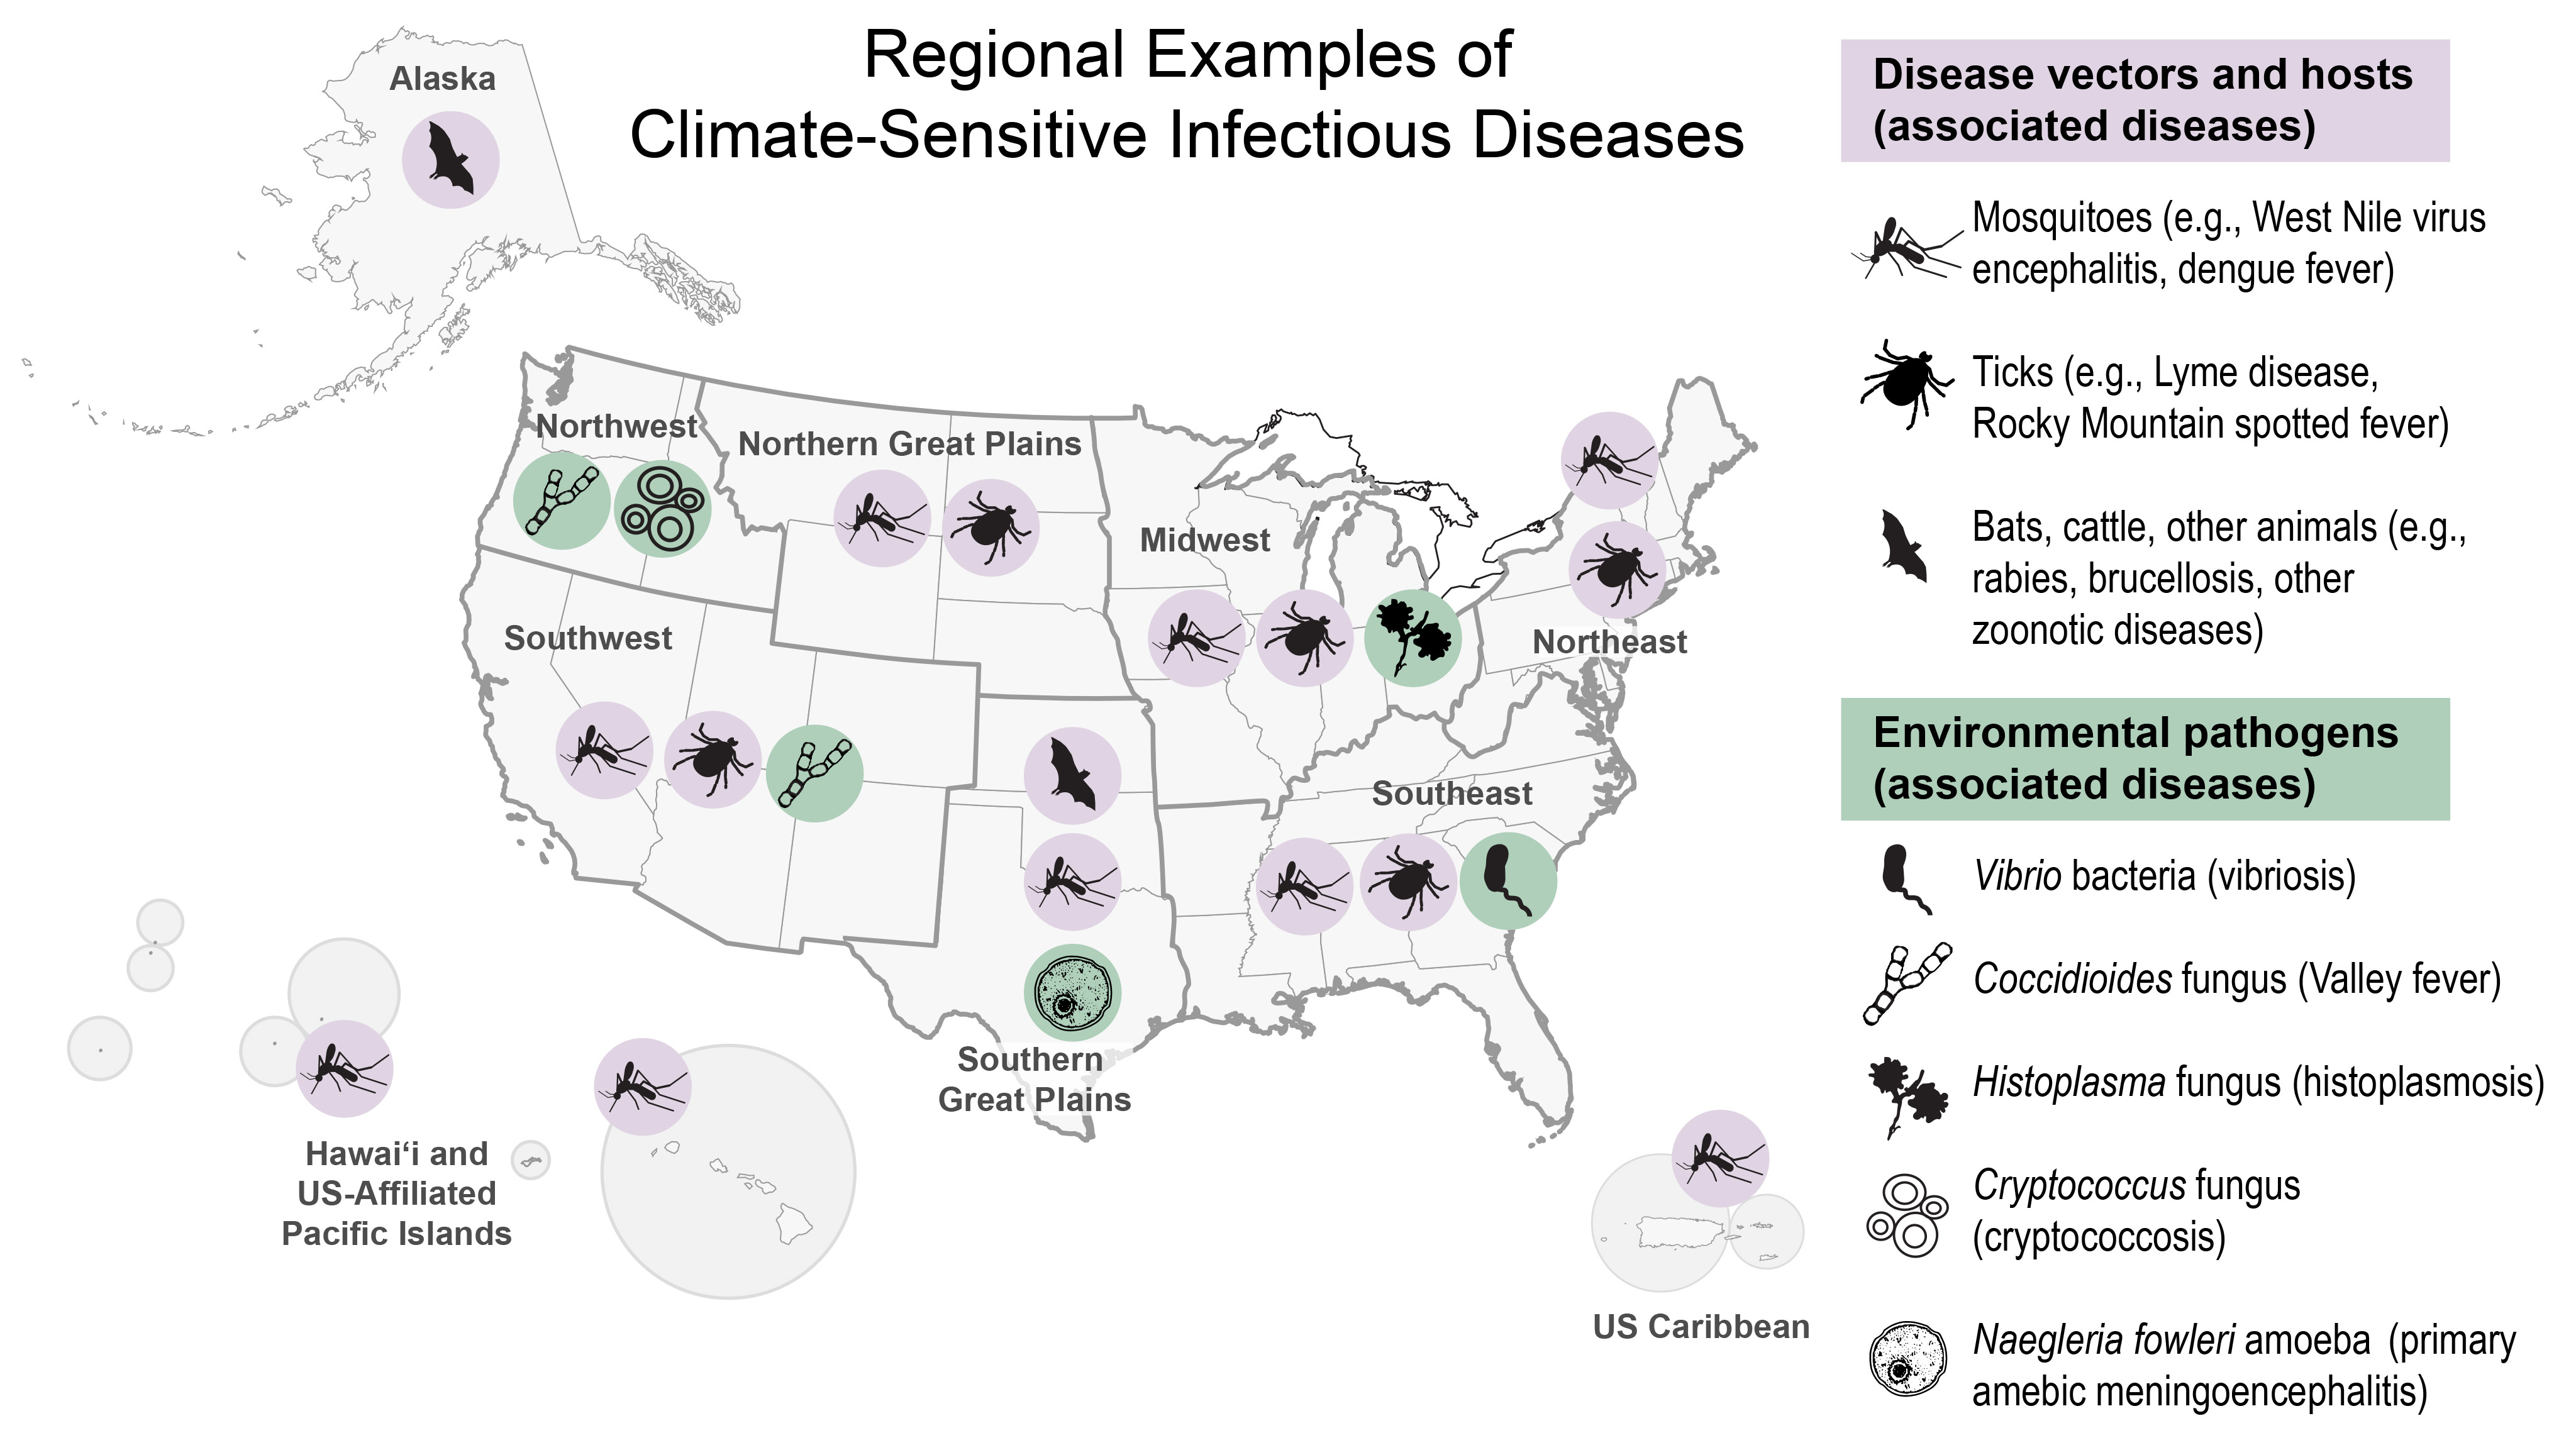 Regional Examples of
Climate-Sensitive Infectious Diseases
Alaska
Northwest
Northern Great Plains
Midwest
Northeast
Southwest
Southeast
Southern
Great Plains
Hawai‘i and
US-Affiliated
Pacific Islands
US Caribbean
Disease vectors and hosts
(associated diseases)
Mosquitoes (e.g., West Nile virus
encephalitis, dengue fever)
Ticks (e.g., Lyme disease,
Rocky Mountain spotted fever)
Bats, cattle, other animals (e.g.,
rabies, brucellosis, other
zoonotic diseases)
Environmental pathogens
(associated diseases)
Vibrio bacteria (vibriosis)
Coccidioides fungus (Valley fever)
Histoplasma fungus (histoplasmosis)
Cryptococcus fungus
(cryptococcosis)
Naegleria fowleri amoeba (primary
amebic meningoencephalitis)